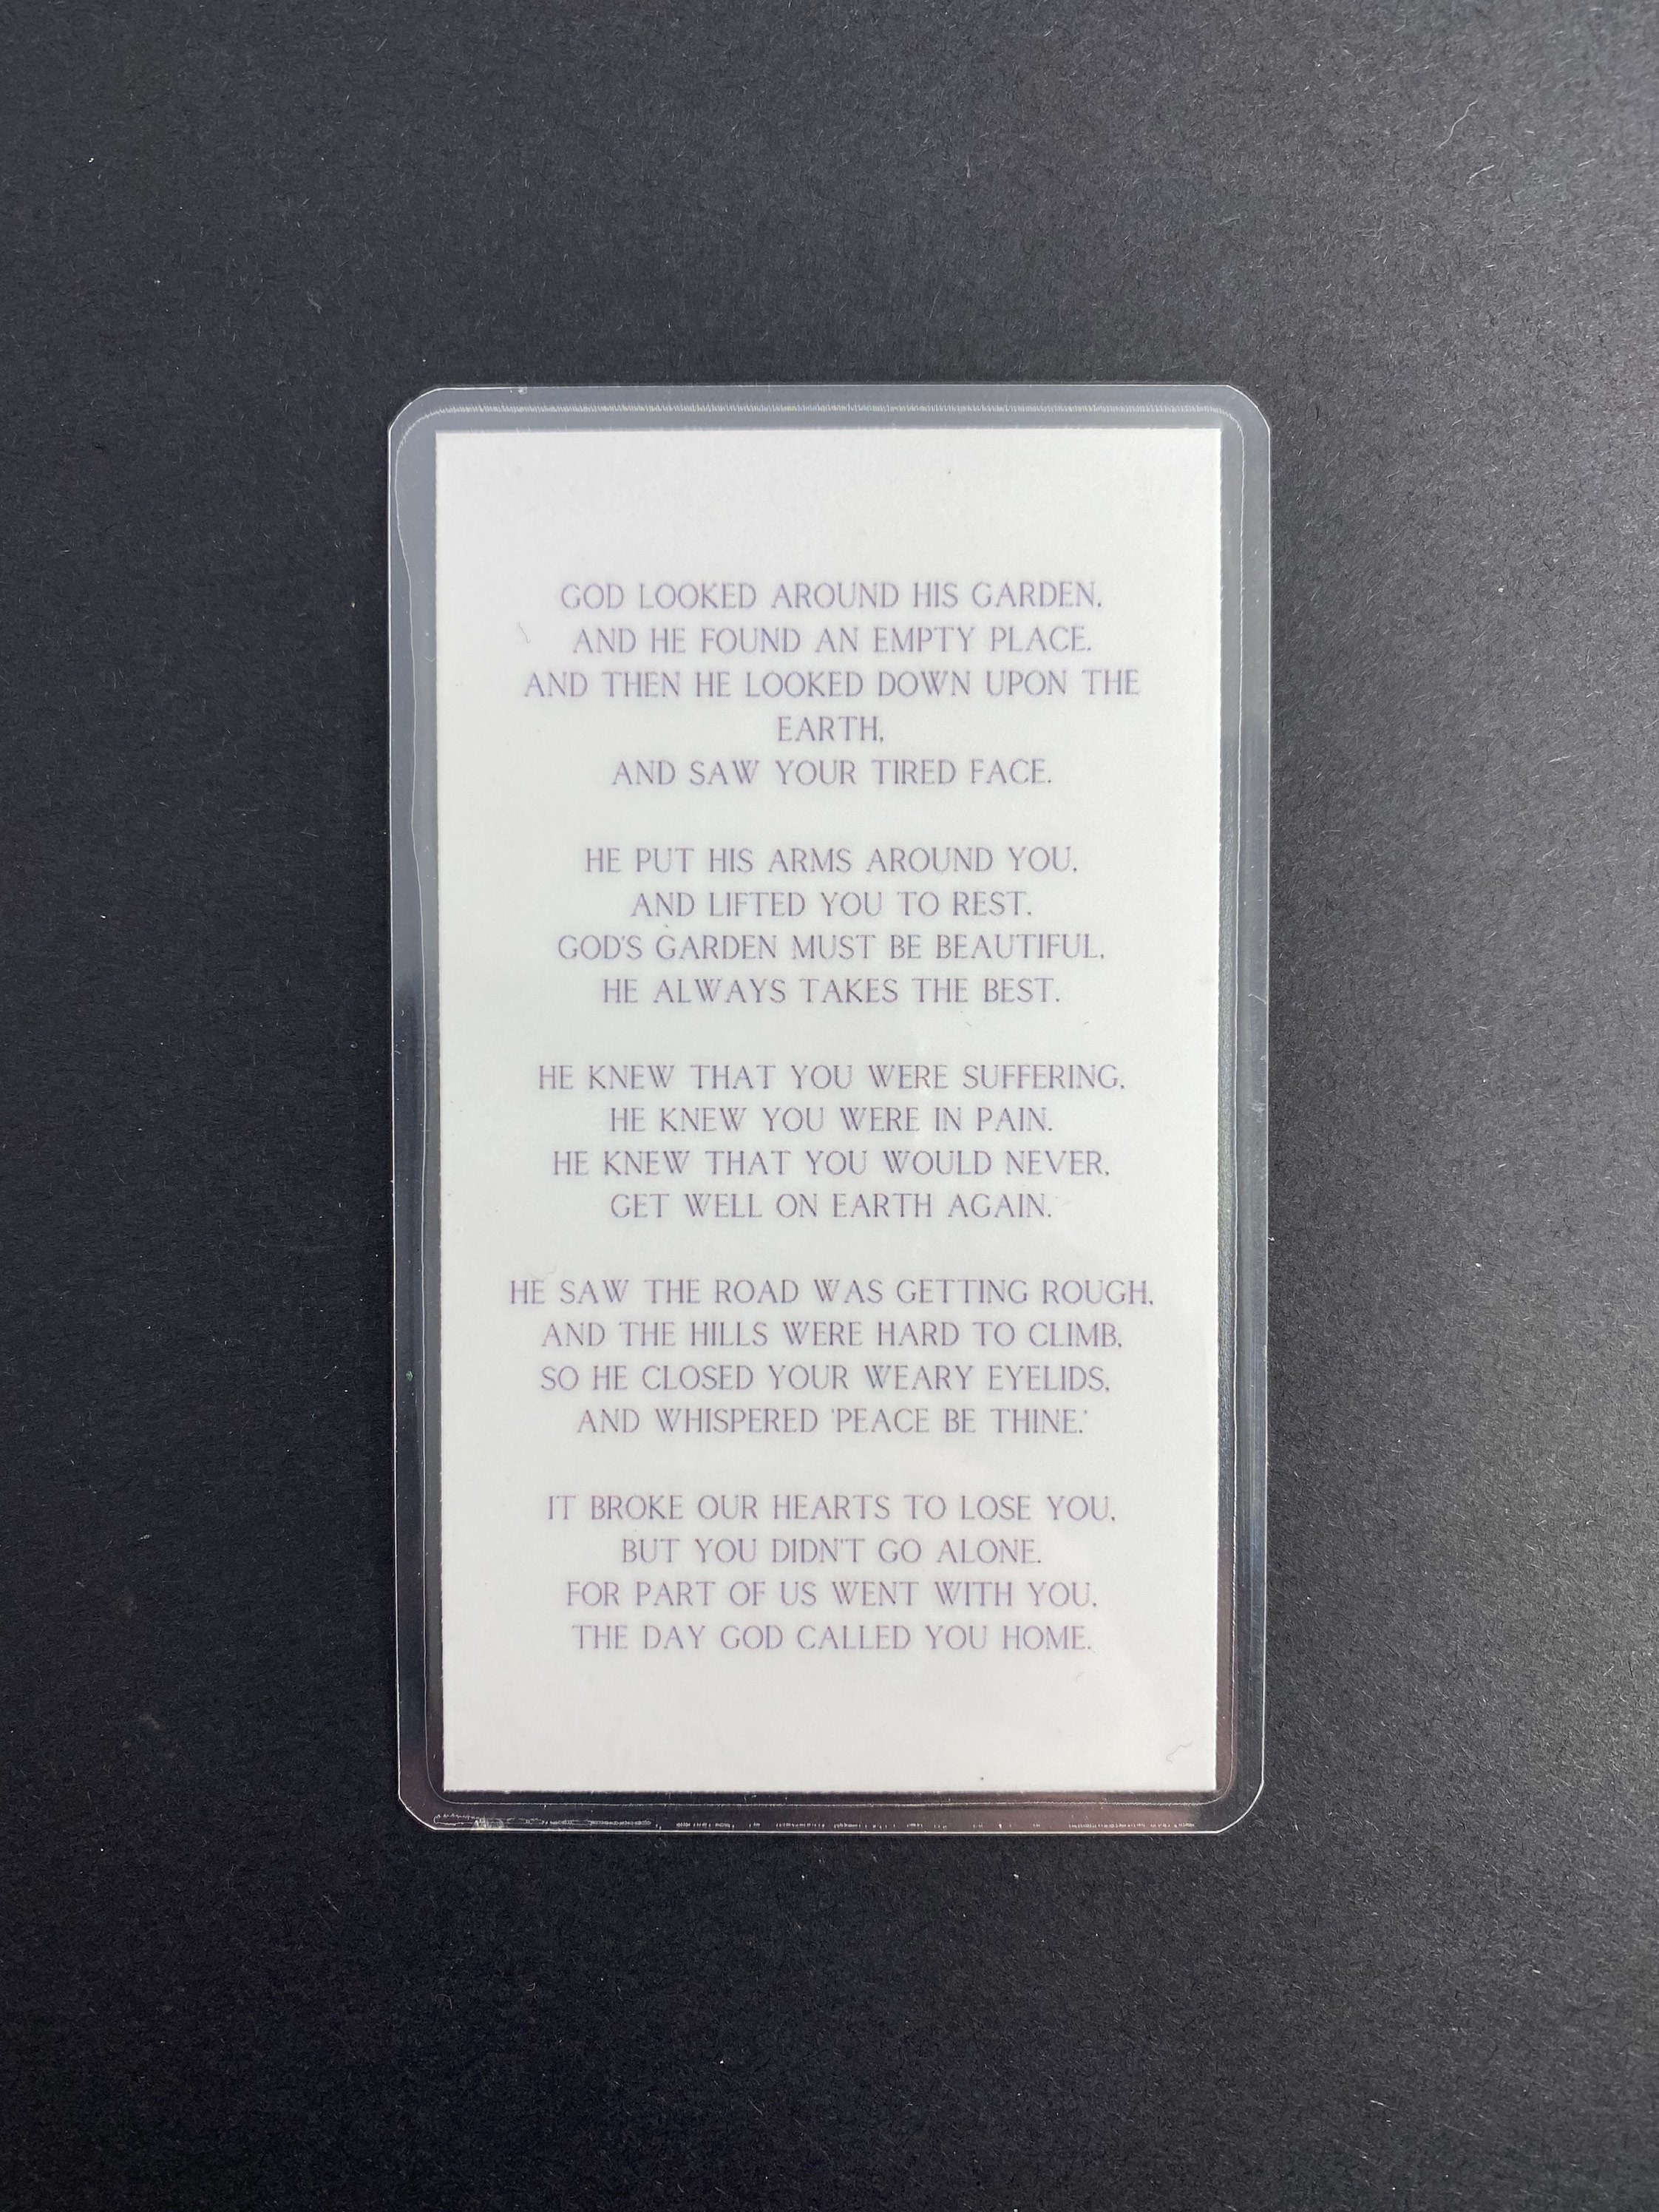 GOD LOOKED AROUND HIS GARDEN,
AND HE FOUND AN EMPTY PLACE.
AND THEN HE LOOKED DOWN UPON THE
EARTH,
AND SAW YOUR TIRED FACE.
HE PUT HIS ARMS AROUND YOU,
AND LIFTED YOU TO REST.
GOD'S GARDEN MUST BE BEAUTIFUL,
HE ALWAYS TAKES THE BEST.
HE KNEW THAT YOU WERE SUFFERING,
HE KNEW YOU WERE IN PAIN.
HE KNEW THAT YOU WOULD NEVER,
GET WELL ON EARTH AGAIN.
HE SAW THE ROAD WAS GETTING ROUGH,
AND THE HILLS WERE HARD TO CLIMB,
SO HE CLOSED YOUR WEARY EYELIDS,
AND WHISPERED 'PEACE BE THINE.'
IT BROKE OUR HEARTS TO LOSE YOU,
BUT YOU DIDN'T GO ALONE.
FOR PART OF US WENT WITH YOU,
THE DAY GOD CALLED YOU HOME.